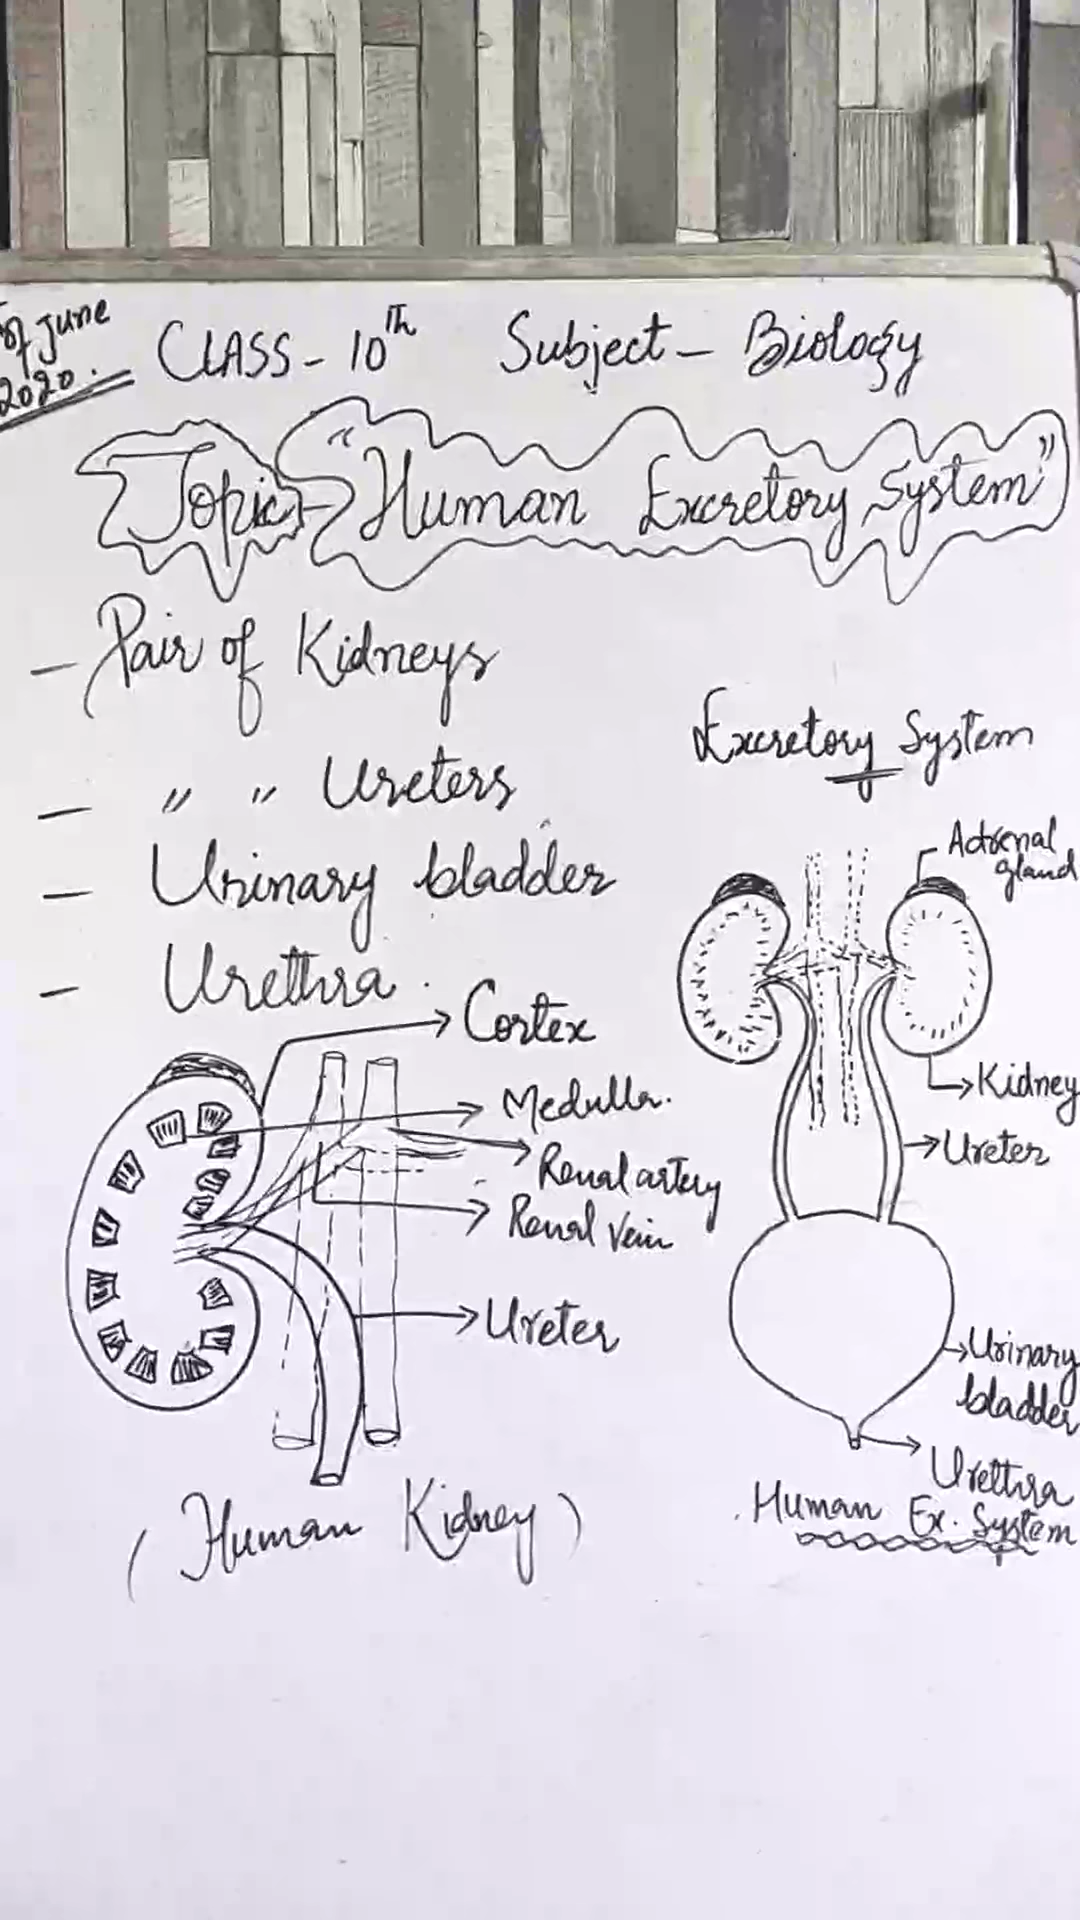 of June
2020.
CLASS - 10th Subject - Biology
Topic - "Human Excretory System"
- Pair of Kidneys
- " " Ureters
- Urinary bladder
- Urethra.
Cortex
Medulla.
Renal artery
Renal Vein
Ureter
(Human Kidney)
Excretory System
Adrenal
gland
Kidney
Ureter
Urinary
bladder
Urethra
Human Ex. System